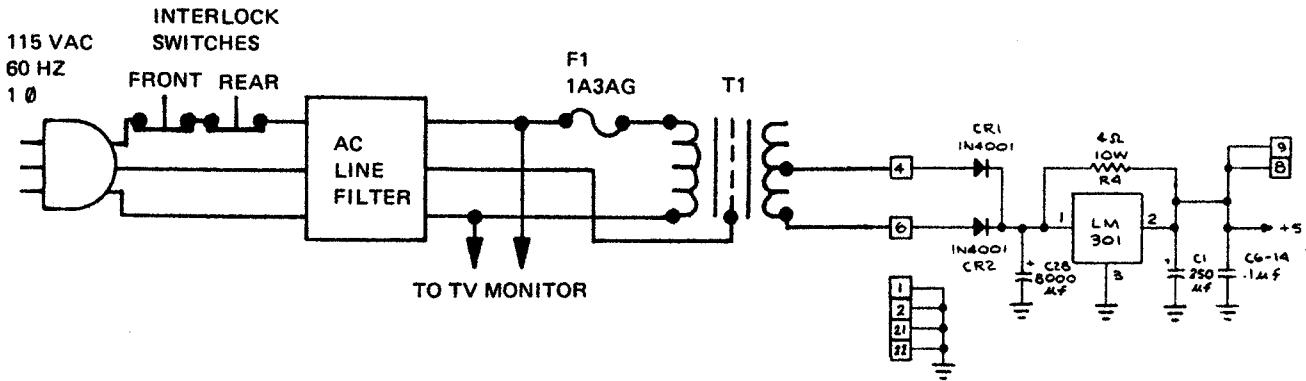 INTERLOCK
SWITCHES
115 VAC
60 HZ
1 Ø
FRONT REAR
AC
LINE
FILTER
F1
1A3AG
T1
TO TV MONITOR
4
6
CR1
1N4001
1N4001
CR2
4Ω
10W
R4
1
LM
301
2
3
+
C28
8000
µf
+
C1
250
µf
C6-14
.1µf
+5
9
8
1
2
21
22